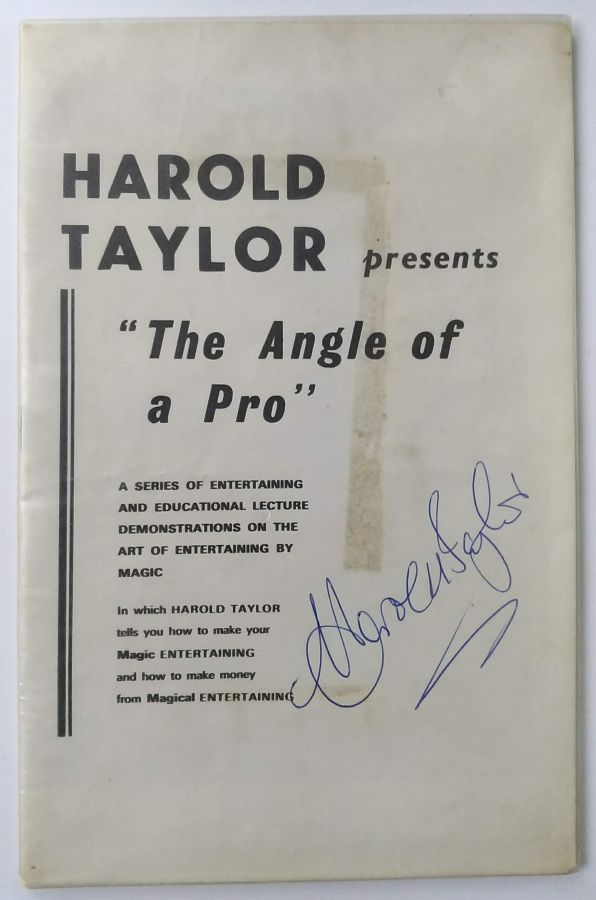 HAROLD
TAYLOR presents
"The Angle of
a Pro"
A SERIES OF ENTERTAINING
AND EDUCATIONAL LECTURE
DEMONSTRATIONS ON THE
ART OF ENTERTAINING BY
MAGIC
In which HAROLD TAYLOR
tells you how to make your
Magic ENTERTAINING
and how to make money
from Magical ENTERTAINING
Harold Taylor